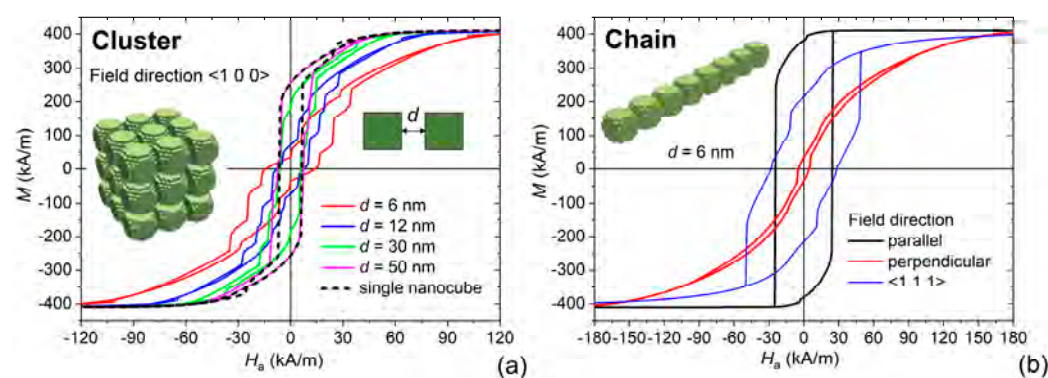 Cluster
Field direction <1 0 0>
d
d = 6 nm
d = 12 nm
d = 30 nm
d = 50 nm
single nanocube
M (kA/m)
400
300
200
100
0
-100
-200
-300
-400
-120 -90 -60 -30 0 30 60 90 120
Hₐ (kA/m)
(a)
Chain
d = 6 nm
Field direction
parallel
perpendicular
<1 1 1>
M (kA/m)
400
300
200
100
0
-100
-200
-300
-400
-180 -150 -120 -90 -60 -30 0 30 60 90 120 150 180
Hₐ (kA/m)
(b)